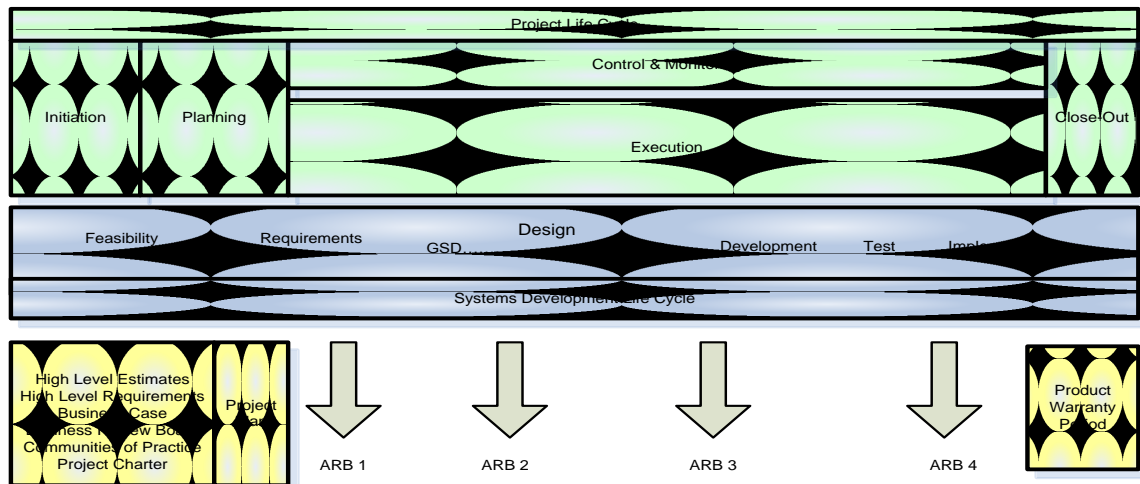 Project Life Cycle
Control & Monitor
Initiation
Planning
Execution
Close-Out
Feasibility
Requirements
Design
GSD....
Development
Test
Systems Development Life Cycle
High Level Estimates
High Level Requirements
Business Case
Communities of Practice
Project Charter
Project
Product
Warranty
Period
ARB 1
ARB 2
ARB 3
ARB 4